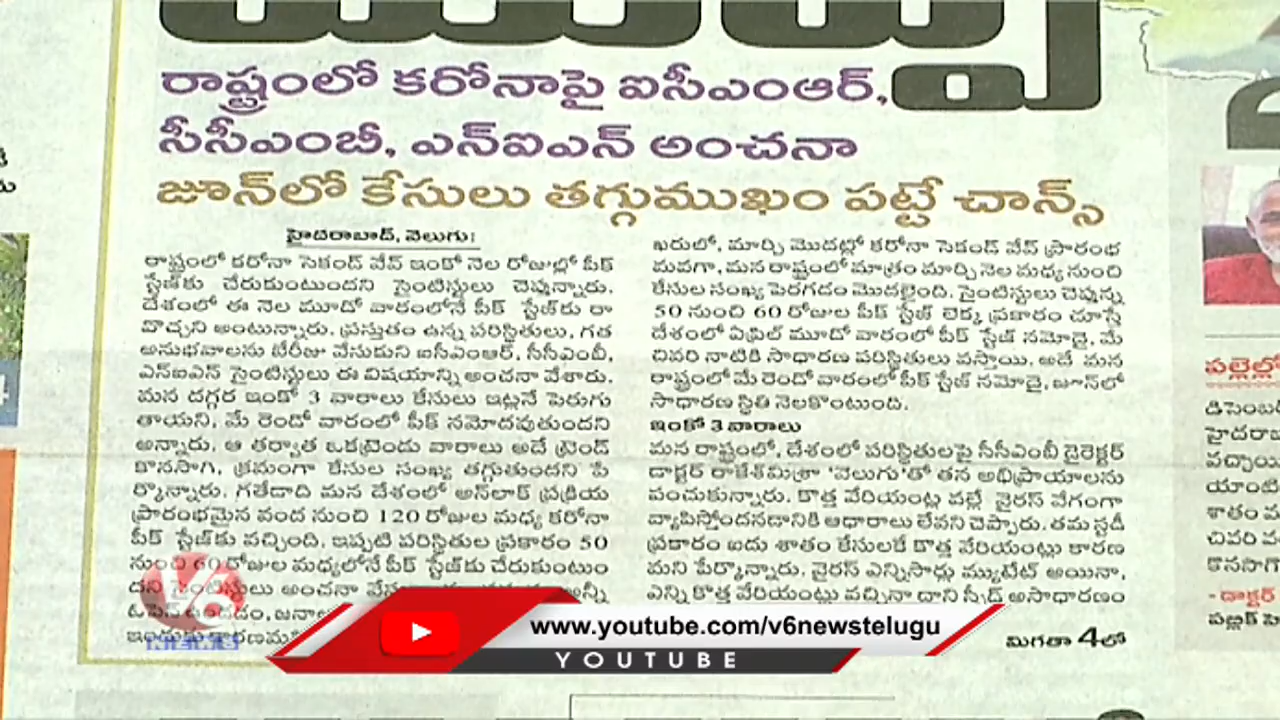 రాష్ట్రంలో కరోనాపై ఐసీఎంఆర్,
సీసీఎంబీ, ఎన్ఐఎన్ అంచనా
జూన్‌లో కేసులు తగ్గుముఖం పట్టే చాన్స్
హైదరాబాద్, వెలుగు:
రాష్ట్రంలో కరోనా సెకండ్ వేవ్ ఇంకో నెల రోజుల్లో పీక్
స్టేజ్‌కు చేరుకుంటుందని సైంటిస్టులు చెప్తున్నారు.
దేశంలో ఈ నెల మూడో వారంలోనే పీక్ స్టేజ్‌కు రా
వొచ్చని అంటున్నారు. ప్రస్తుతం ఉన్న పరిస్థితులు, గత
అనుభవాలను బేరీజు వేసుకుని ఐసీఎంఆర్, సీసీఎంబీ,
ఎన్ఐఎన్ సైంటిస్టులు ఈ విషయాన్ని అంచనా వేశారు.
మన దగ్గర ఇంకో 3 వారాలు కేసులు ఇట్లనే పెరుగు
తాయని, మే రెండో వారంలో పీక్ నమోదవుతుందని
అన్నారు. ఆ తర్వాత ఒకట్రెండు వారాలు అదే ట్రెండ్
కొనసాగి, క్రమంగా కేసుల సంఖ్య తగ్గుతుందని పే
ర్కొన్నారు. గతేడాది మన దేశంలో అన్‌లాక్ ప్రక్రియ
ప్రారంభమైన వంద నుంచి 120 రోజుల మధ్య కరోనా
పీక్ స్టేజ్‌కు వచ్చింది. ఇప్పటి పరిస్థితుల ప్రకారం 50
నుంచి 60 రోజుల మధ్యలోనే పీక్ స్టేజ్‌కు చేరుకుంటుం
దని సైంటిస్టులు అంచనా
ఖరులో, మార్చి మొదట్లో కరోనా సెకండ్ వేవ్ ప్రారంభ
మవగా, మన రాష్ట్రంలో మాత్రం మార్చి నెల మధ్య నుంచి
కేసుల సంఖ్య పెరగడం మొదలైంది. సైంటిస్టులు చెప్తున్న
50 నుంచి 60 రోజుల పీక్ స్టేజ్ లెక్క ప్రకారం చూస్తే
దేశంలో ఏప్రిల్ మూడో వారంలో పీక్ స్టేజ్ నమోదై, మే
చివరి నాటికి సాధారణ పరిస్థితులు వస్తాయి. అదే మన
రాష్ట్రంలో మే రెండో వారంలో పీక్ స్టేజ్ నమోదై, జూన్‌లో
సాధారణ స్థితి నెలకొంటుంది.
ఇంకో 3 వారాలు
మన రాష్ట్రంలో, దేశంలో పరిస్థితులపై సీసీఎంబీ డైరెక్టర్
డాక్టర్ రాకేశ్‌మిశ్రా 'వెలుగు'తో తన అభిప్రాయాలను
పంచుకున్నారు. కొత్త వేరియంట్ల వల్లే వైరస్ వేగంగా
వ్యాపిస్తోందనడానికి ఆధారాలు లేవని చెప్పారు. తమ స్టడీ
ప్రకారం ఐదు శాతం కేసులకే కొత్త వేరియంట్లు కారణ
మని పేర్కొన్నారు. వైరస్ ఎన్నిసార్లు మ్యుటేట్ అయినా,
ఎన్ని కొత్త వేరియంట్లు వచ్చినా దాని స్పీడ్ అసాధారణం
మిగతా 4లో
పల్లెల్లో
- డాక్టర్
V6
NEWS
www.youtube.com/v6newstelugu
YOUTUBE